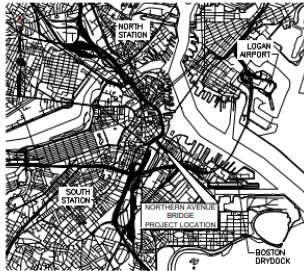 NORTH
STATION
LOGAN
AIRPORT
SOUTH
STATION
NORTHERN AVENUE
BRIDGE
PROJECT LOCATION
BOSTON
DRYDOCK